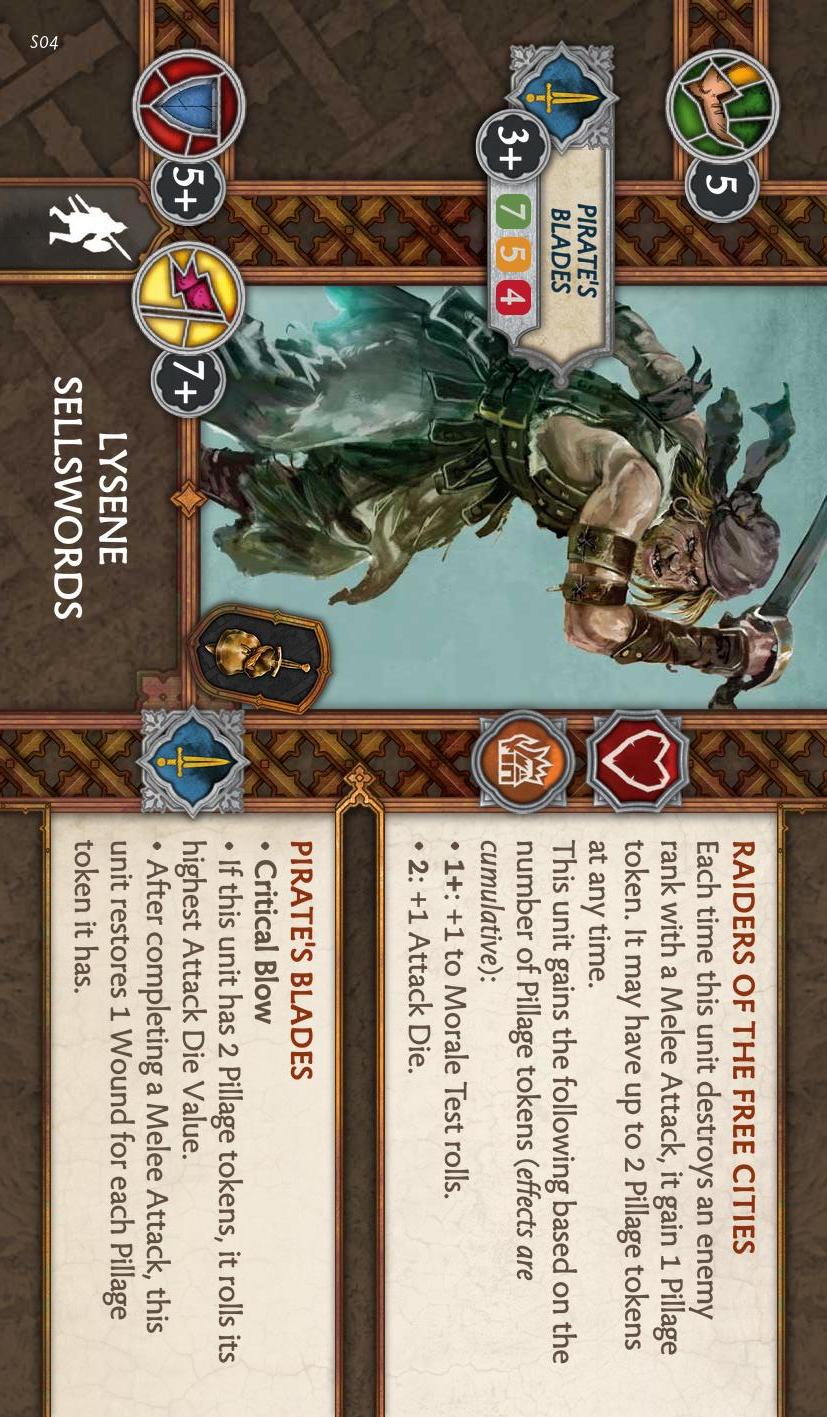 5
PIRATE'S
BLADES
3+
7 5 4
5+
7+
LYSENE
SELLSWORDS
S04
RAIDERS OF THE FREE CITIES
Each time this unit destroys an enemy
rank with a Melee Attack, it gain 1 Pillage
token. It may have up to 2 Pillage tokens
at any time.
This unit gains the following based on the
number of Pillage tokens (effects are
cumulative):
• 1+: +1 to Morale Test rolls.
• 2: +1 Attack Die.
PIRATE'S BLADES
• Critical Blow
• If this unit has 2 Pillage tokens, it rolls its
highest Attack Die Value.
• After completing a Melee Attack, this
unit restores 1 Wound for each Pillage
token it has.